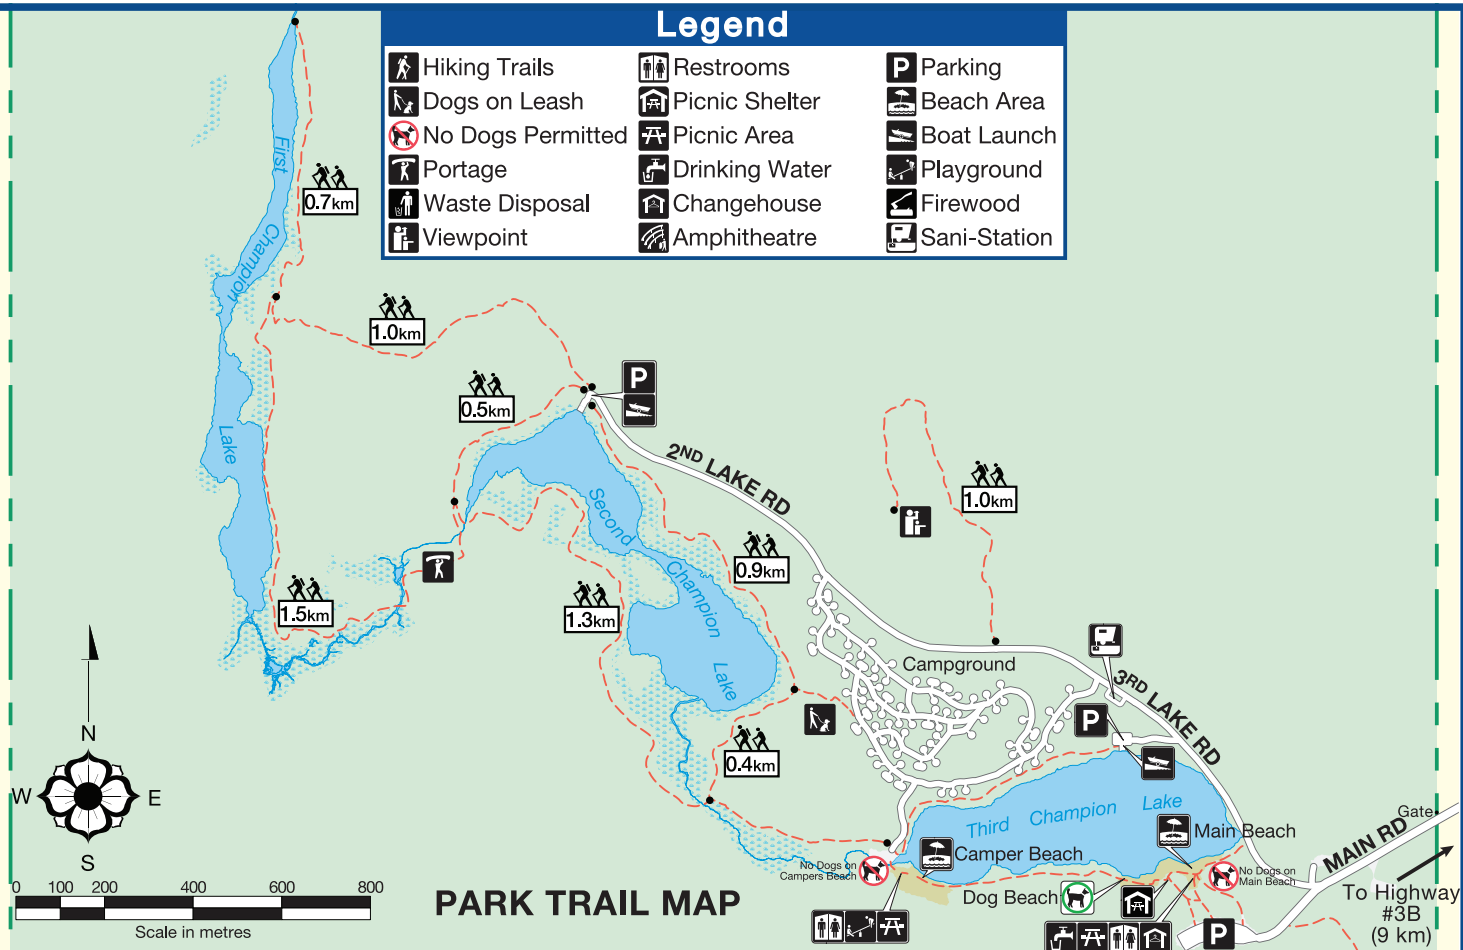 Legend
Hiking Trails
Dogs on Leash
No Dogs Permitted
Portage
Waste Disposal
Viewpoint
Restrooms
Picnic Shelter
Picnic Area
Drinking Water
Changehouse
Amphitheatre
P Parking
Beach Area
Boat Launch
Playground
Firewood
Sani-Station
First
Champion
Lake
0.7km
1.0km
0.5km
P
2ND LAKE RD
1.0km
Second
Champion
Lake
0.9km
1.3km
1.5km
Campground
3RD LAKE RD
P
0.4km
N
W E
S
Third Champion Lake
Main Beach
Camper Beach
No Dogs on
Campers Beach
Dog Beach
No Dogs on
Main Beach
P
Gate
MAIN RD
To Highway
#3B
(9 km)
0 100 200 400 600 800
Scale in metres
PARK TRAIL MAP